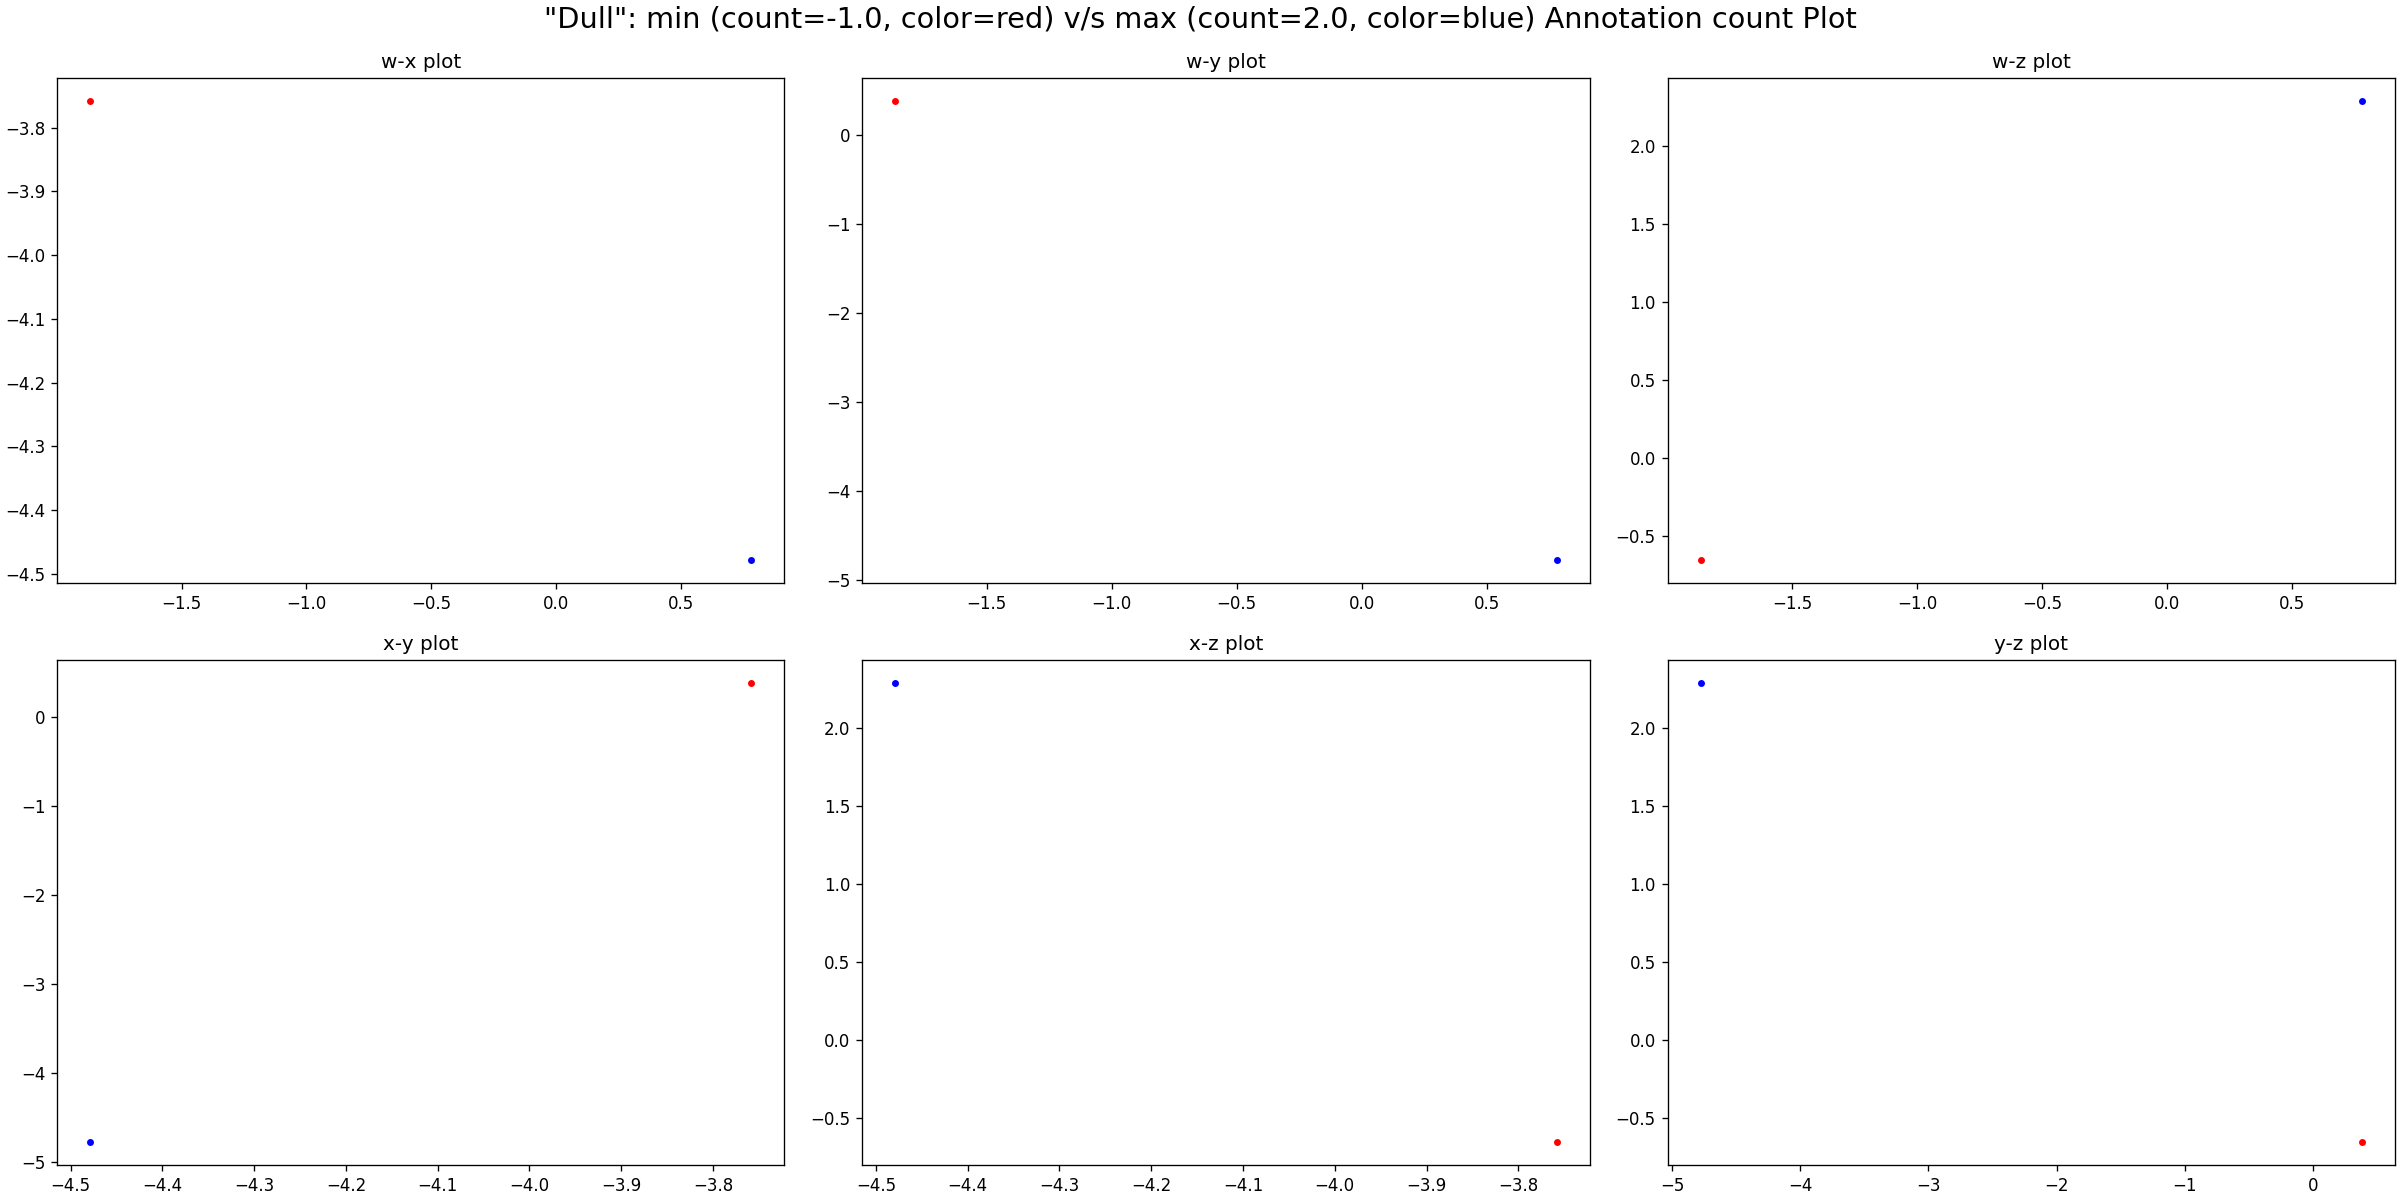 "Dull": min (count=-1.0, color=red) v/s max (count=2.0, color=blue) Annotation count Plot
w-x plot
−3.8
−3.9
−4.0
−4.1
−4.2
−4.3
−4.4
−4.5
−1.5 −1.0 −0.5 0.0 0.5
w-y plot
0
−1
−2
−3
−4
−5
−1.5 −1.0 −0.5 0.0 0.5
w-z plot
2.0
1.5
1.0
0.5
0.0
−0.5
−1.5 −1.0 −0.5 0.0 0.5
x-y plot
0
−1
−2
−3
−4
−5
−4.5 −4.4 −4.3 −4.2 −4.1 −4.0 −3.9 −3.8
x-z plot
2.0
1.5
1.0
0.5
0.0
−0.5
−4.5 −4.4 −4.3 −4.2 −4.1 −4.0 −3.9 −3.8
y-z plot
2.0
1.5
1.0
0.5
0.0
−0.5
−5 −4 −3 −2 −1 0